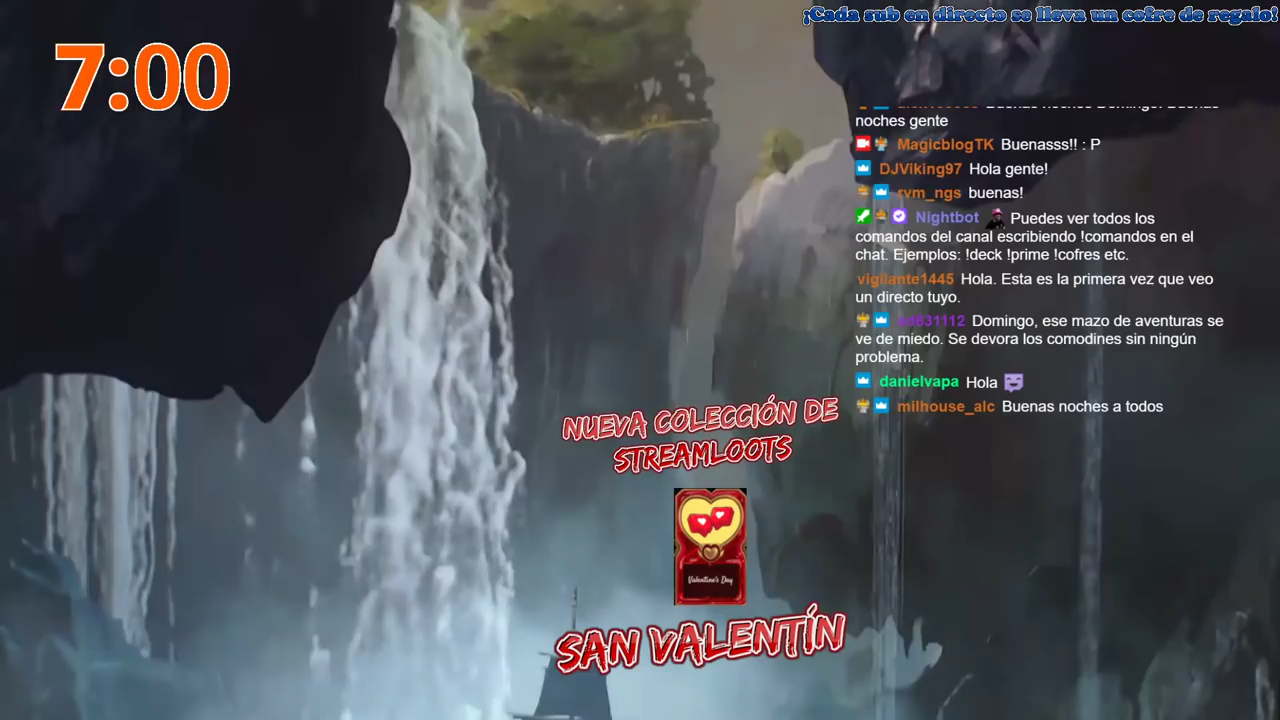 ¡Cada sub en directo se lleva un cofre de regalo!
7:00
noches gente
MagicblogTK Buenasss!! : P
DJViking97 Hola gente!
rvm_ngs buenas!
Nightbot Puedes ver todos los
comandos del canal escribiendo !comandos en el
chat. Ejemplos: !deck !prime !cofres etc.
vigilante1445 Hola. Esta es la primera vez que veo
un directo tuyo.
Domingo, ese mazo de aventuras se
ve de miedo. Se devora los comodines sin ningún
problema.
danielvapa Hola
milhouse_alc Buenas noches a todos
NUEVA COLECCIÓN DE
STREAMLOOTS
Valentine's Day
SAN VALENTÍN